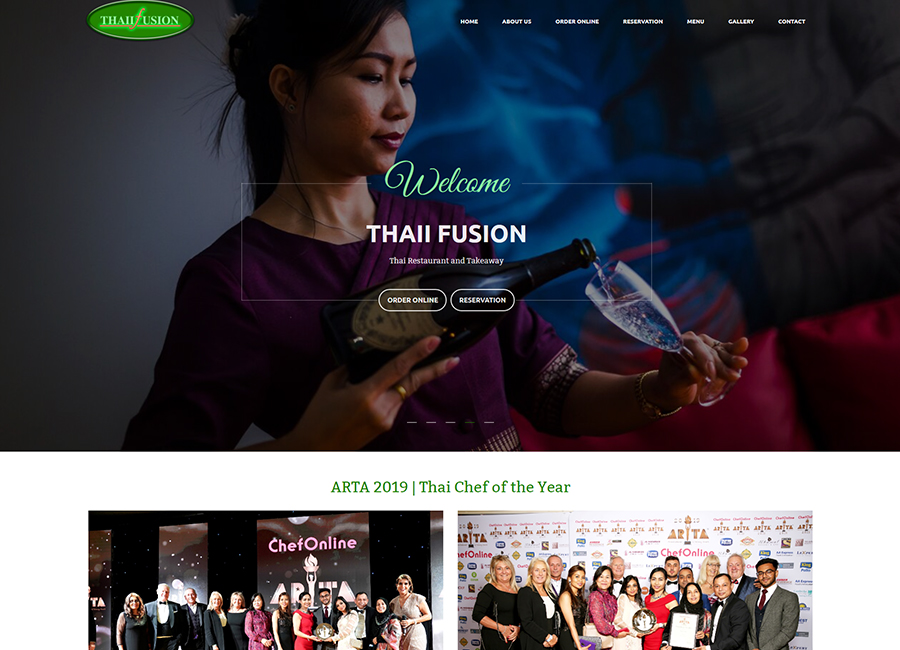 THAII FUSION
HOME
ABOUT US
ORDER ONLINE
RESERVATION
MENU
GALLERY
CONTACT
Welcome
THAII FUSION
Thai Restaurant and Takeaway
ORDER ONLINE
RESERVATION
ARTA 2019 | Thai Chef of the Year
ChefOnline
ARTA
ARTA
ChefOnline
ChefOnline